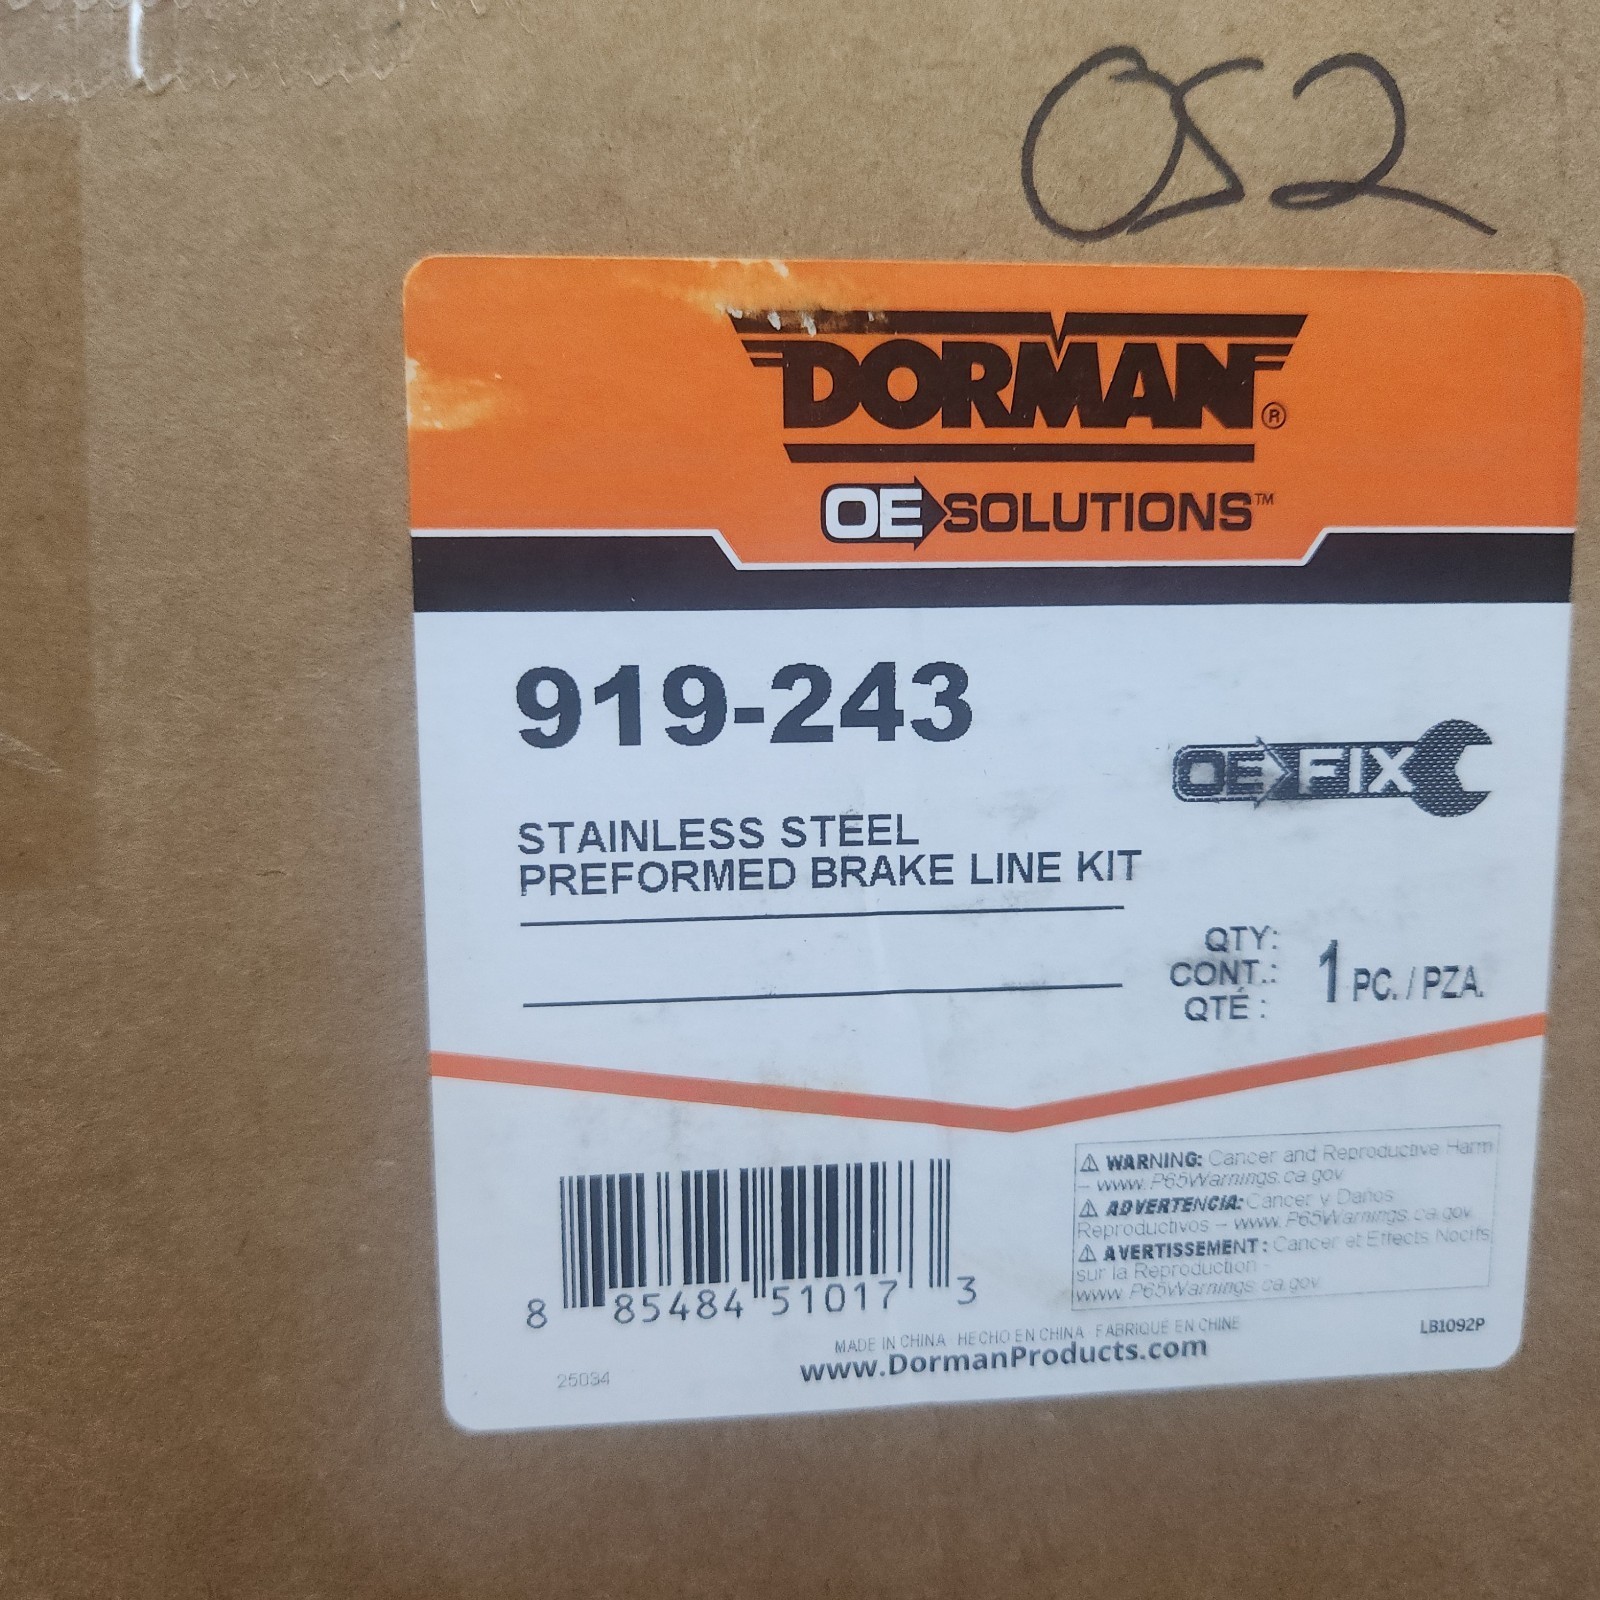 OS2
DORMAN®
OE SOLUTIONS™
919-243
OE FIX
STAINLESS STEEL
PREFORMED BRAKE LINE KIT
QTY:
CONT.:
QTÉ :
1 PC. / PZA.
⚠ WARNING: Cancer and Reproductive Harm
– www.P65Warnings.ca.gov
⚠ ADVERTENCIA: Cáncer y Daños
Reproductivos – www.P65Warnings.ca.gov
⚠ AVERTISSEMENT : Cancer et Effects Nocifs
sur la Reproduction -
www.P65Warnings.ca.gov
8 85484 51017 3
MADE IN CHINA HECHO EN CHINA FABRIQUÉ EN CHINE
LB1092P
www.DormanProducts.com
25034